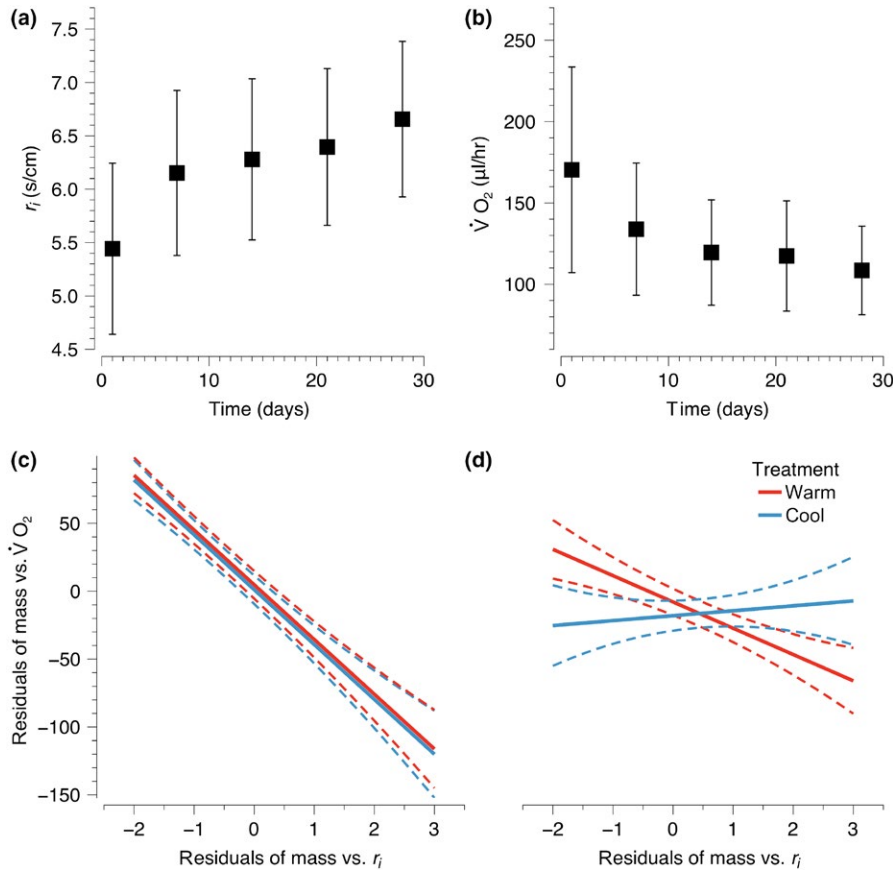 (a)
7.5
7.0
6.5
6.0
5.5
5.0
4.5
rᵢ (s/cm)
0 10 20 30
Time (days)
(b)
250
200
150
100
V̇ O₂ (µl/hr)
0 10 20 30
Time (days)
(c)
50
0
−50
−100
−150
Residuals of mass vs. V̇ O₂
−2 −1 0 1 2 3
Residuals of mass vs. rᵢ
(d)
Treatment
Warm
Cool
−2 −1 0 1 2 3
Residuals of mass vs. rᵢ